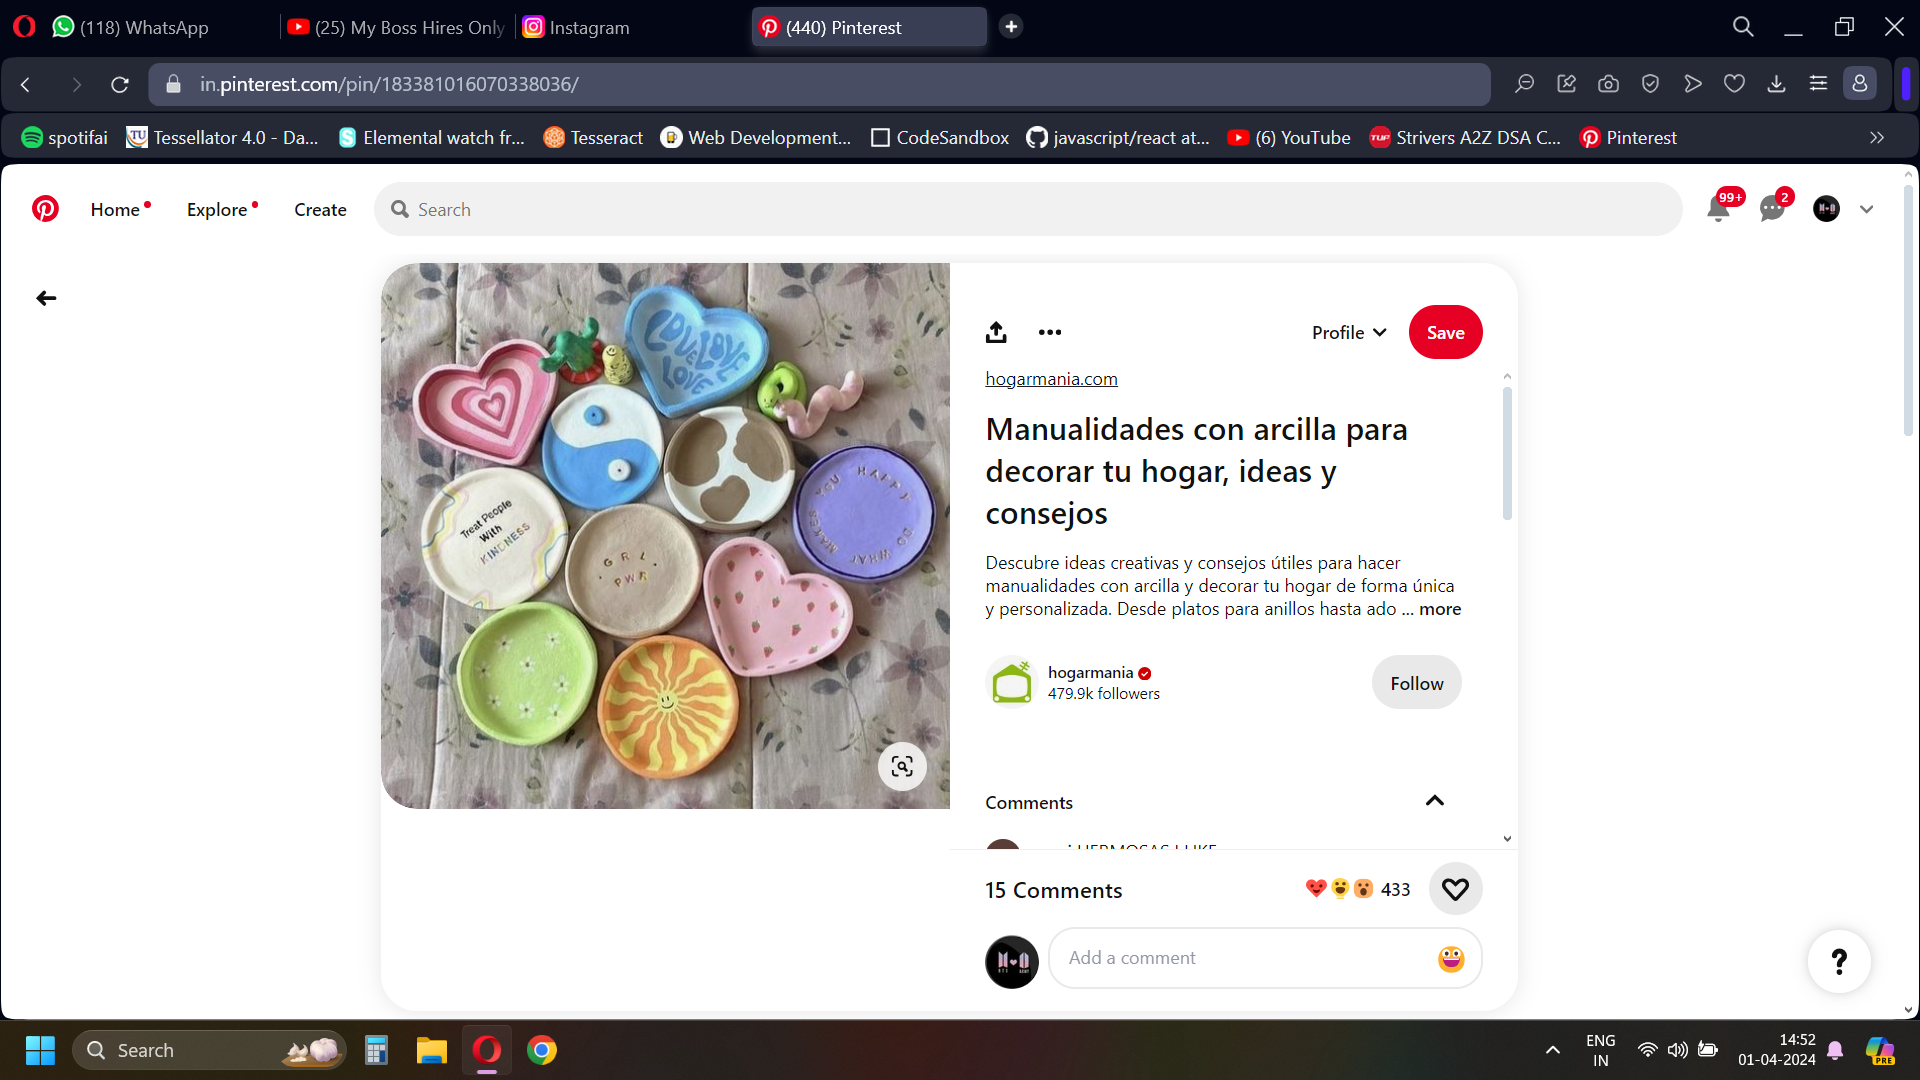 (118) WhatsApp
(25) My Boss Hires Only
Instagram
(440) Pinterest
in.pinterest.com/pin/183381016070338036/
spotifai
Tessellator 4.0 - Da...
Elemental watch fr...
Tesseract
Web Development...
CodeSandbox
javascript/react at...
(6) YouTube
Strivers A2Z DSA C...
Pinterest
Home
Explore
Create
Search
99+
2
Profile
Save
hogarmania.com
Manualidades con arcilla para
decorar tu hogar, ideas y
consejos
Descubre ideas creativas y consejos útiles para hacer
manualidades con arcilla y decorar tu hogar de forma única
y personalizada. Desde platos para anillos hasta ado ... more
hogarmania
479.9k followers
Follow
Comments
15 Comments
433
Add a comment
?
LOVE LOVE
LOVE
Treat People
With
KINDNESS
GRL
PWR
DO WHAT MAKES YOU HAPPY
Search
ENG
IN
14:52
01-04-2024
PRE